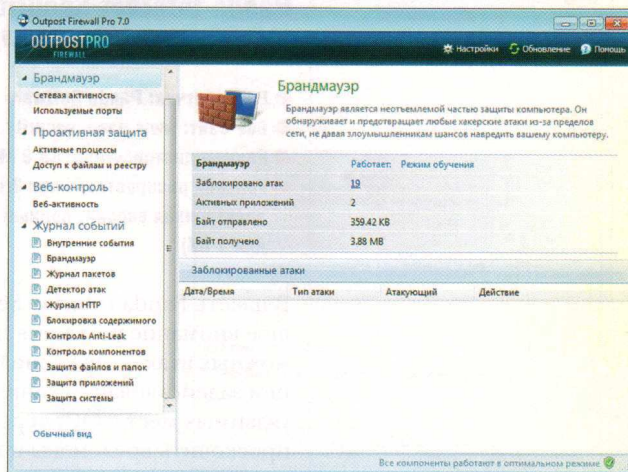 Outpost Firewall Pro 7.0
OUTPOSTPRO
FIREWALL
Настройки Обновление Помощь
Брандмауэр
Сетевая активность
Используемые порты
Проактивная защита
Активные процессы
Доступ к файлам и реестру
Веб-контроль
Веб-активность
Журнал событий
Внутренние события
Брандмауэр
Журнал пакетов
Детектор атак
Журнал HTTP
Блокировка содержимого
Контроль Anti-Leak
Контроль компонентов
Защита файлов и папок
Защита приложений
Защита системы
Обычный вид
Брандмауэр
Брандмауэр является неотъемлемой частью защиты компьютера. Он
обнаруживает и предотвращает любые хакерские атаки из-за пределов
сети, не давая злоумышленникам шансов навредить вашему компьютеру.
Брандмауэр Работает: Режим обучения
Заблокировано атак 19
Активных приложений 2
Байт отправлено 359.42 KB
Байт получено 3.88 MB
Заблокированные атаки
Дата/Время Тип атаки Атакующий Действие
Все компоненты работают в оптимальном режиме